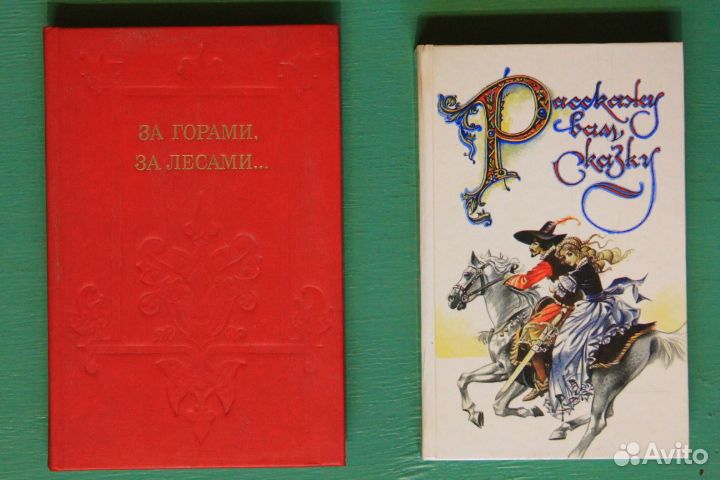 ЗА ГОРАМИ,
ЗА ЛЕСАМИ...
Расскажу
вам
сказку
Avito